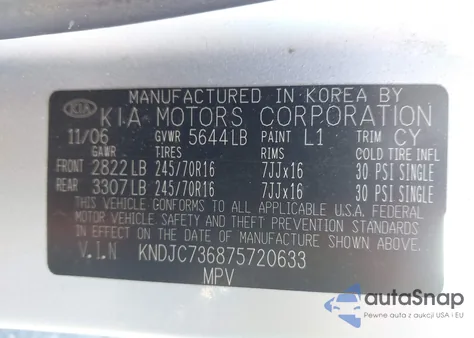 MANUFACTURED IN KOREA BY
KIA KIA MOTORS CORPORATION
11/06 GVWR 5644LB PAINT L1 TRIM CY
GAWR TIRES RIMS COLD TIRE INFL
FRONT 2822LB 245/70R16 7JJx16 30 PSI SINGLE
REAR 3307LB 245/70R16 7JJx16 30 PSI SINGLE
THIS VEHICLE CONFORMS TO ALL APPLICABLE U.S.A. FEDERAL
MOTOR VEHICLE SAFETY AND THEFT PREVENTION STANDARDS
IN EFFECT ON THE DATE OF MANUFACTURE SHOWN ABOVE.
V.I.N KNDJC736875720633
MPV
autoSnap
Pewne auta z aukcji USA i EU